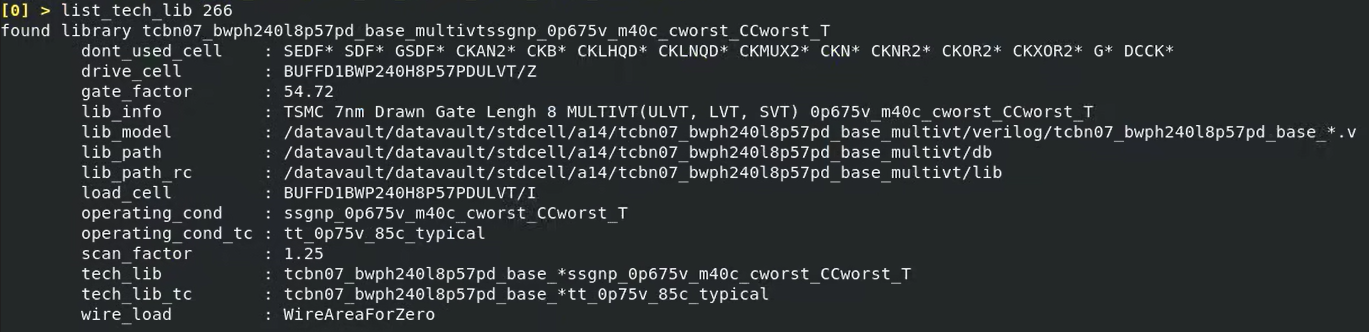 [0] > list_tech_lib 266
found library tcbn07_bwph240l8p57pd_base_multivtssgnp_0p675v_m40c_cworst_CCworst_T
dont_used_cell : SEDF* SDF* GSDF* CKAN2* CKB* CKLHQD* CKLNQD* CKMUX2* CKN* CKNR2* CKOR2* CKXOR2* G* DCCK*
drive_cell : BUFFD1BWP240H8P57PDULVT/Z
gate_factor : 54.72
lib_info : TSMC 7nm Drawn Gate Lengh 8 MULTIVT(ULVT, LVT, SVT) 0p675v_m40c_cworst_CCworst_T
lib_model : /datavault/datavault/stdcell/a14/tcbn07_bwph240l8p57pd_base_multivt/verilog/tcbn07_bwph240l8p57pd_base_*.v
lib_path : /datavault/datavault/stdcell/a14/tcbn07_bwph240l8p57pd_base_multivt/db
lib_path_rc : /datavault/datavault/stdcell/a14/tcbn07_bwph240l8p57pd_base_multivt/lib
load_cell : BUFFD1BWP240H8P57PDULVT/I
operating_cond : ssgnp_0p675v_m40c_cworst_CCworst_T
operating_cond_tc : tt_0p75v_85c_typical
scan_factor : 1.25
tech_lib : tcbn07_bwph240l8p57pd_base_*ssgnp_0p675v_m40c_cworst_CCworst_T
tech_lib_tc : tcbn07_bwph240l8p57pd_base_*tt_0p75v_85c_typical
wire_load : WireAreaForZero